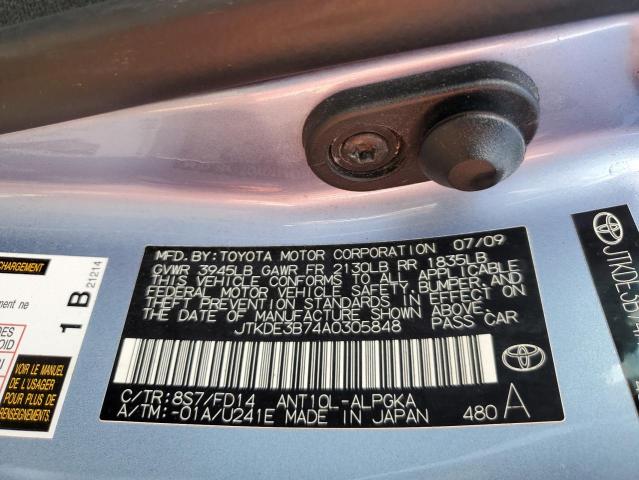 MFD. BY: TOYOTA MOTOR CORPORATION 07/09
GVWR 3945LB GAWR FR 2130LB RR 1835LB
THIS VEHICLE CONFORMS TO ALL APPLICABLE
FEDERAL MOTOR VEHICLE SAFETY, BUMPER, AND
THEFT PREVENTION STANDARDS IN EFFECT ON
THE DATE OF MANUFACTURE SHOWN ABOVE.
JTKDE3B74A0305848 PASS CAR
C/TR: 8S7/FD14 ANT10L-ALPGKA
A/TM: -01A/U241E MADE IN JAPAN 480 A
TOYOTA
CHARGEMENT
ment ne
1 B
21214
DES
OID
MANUEL
DE L'USAGER
POUR PLUS DE
RENSEIGNEMENTS.